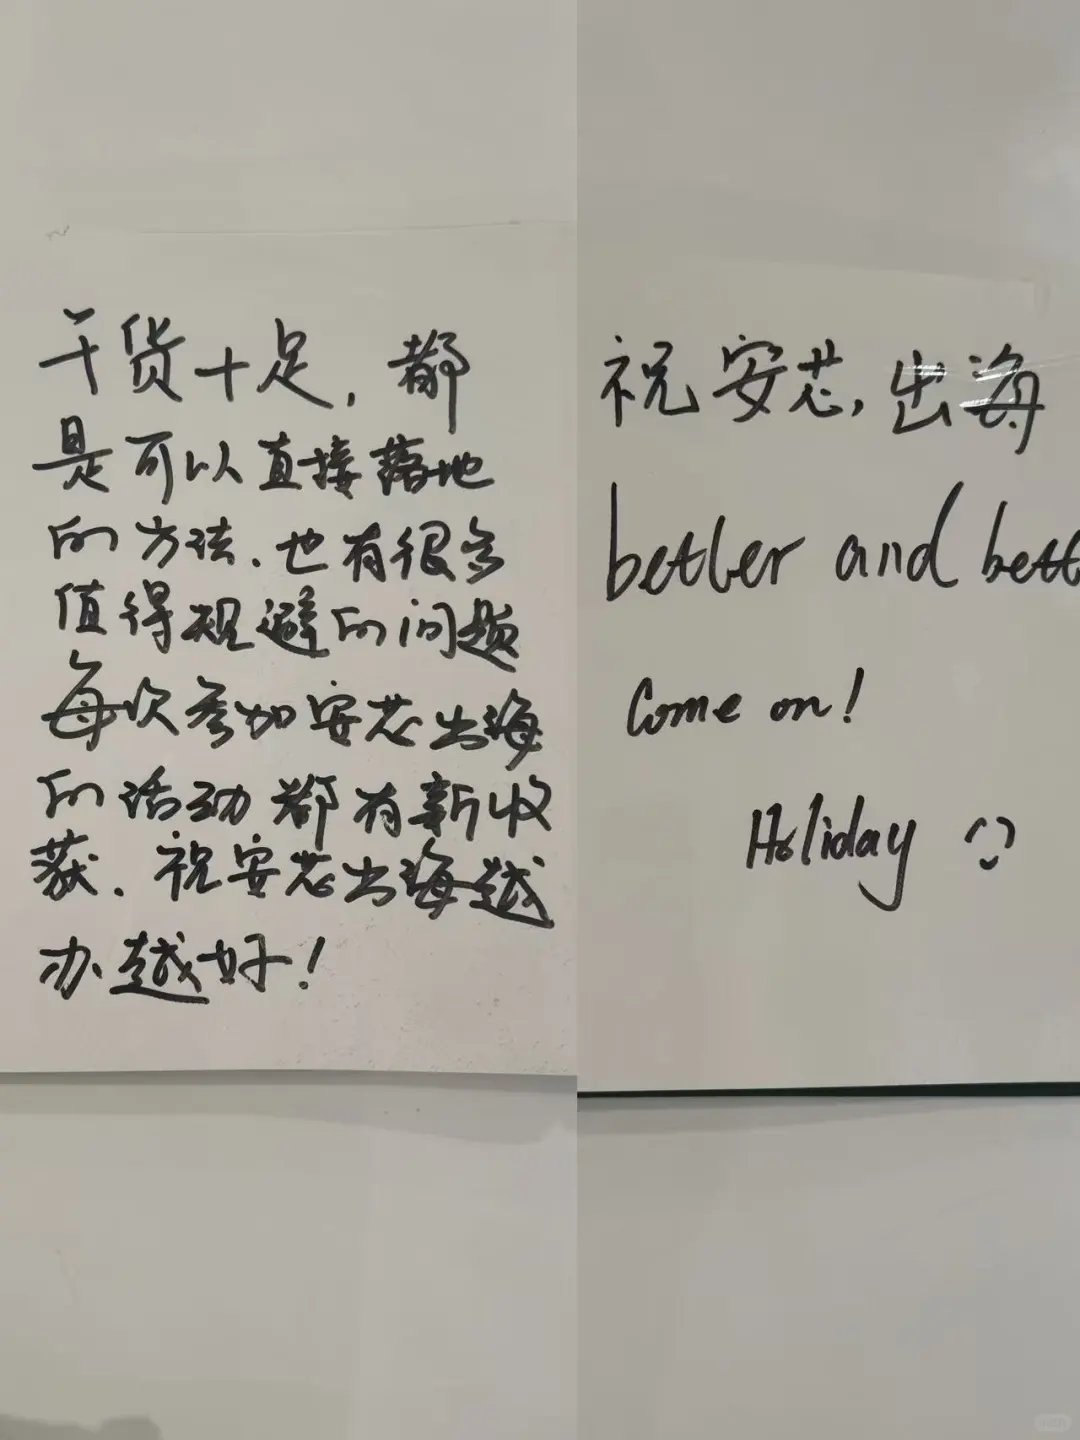 干货十足，都
是可以直接落地
的方法．也有很多
值得规避的问题
每次参加安芯出海
的活动都有新收
获．祝安芯出海越
办越好！
祝安芯，出海
better and bett
Come on!
Holiday